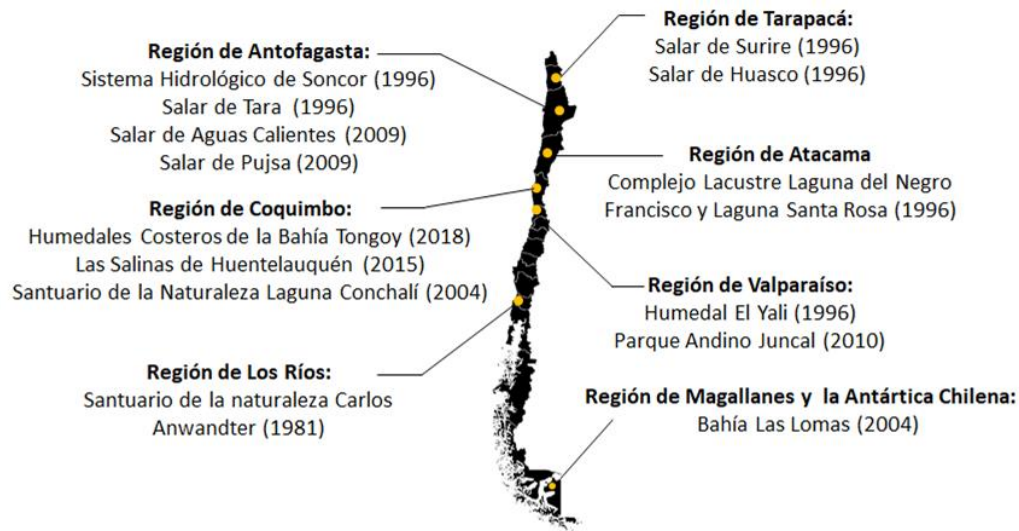 Región de Tarapacá:
Salar de Surire (1996)
Salar de Huasco (1996)
Región de Antofagasta:
Sistema Hidrológico de Soncor (1996)
Salar de Tara (1996)
Salar de Aguas Calientes (2009)
Salar de Pujsa (2009)
Región de Atacama
Complejo Lacustre Laguna del Negro
Francisco y Laguna Santa Rosa (1996)
Región de Coquimbo:
Humedales Costeros de la Bahía Tongoy (2018)
Las Salinas de Huentelauquén (2015)
Santuario de la Naturaleza Laguna Conchalí (2004)
Región de Valparaíso:
Humedal El Yali (1996)
Parque Andino Juncal (2010)
Región de Los Ríos:
Santuario de la naturaleza Carlos
Anwandter (1981)
Región de Magallanes y la Antártica Chilena:
Bahía Las Lomas (2004)